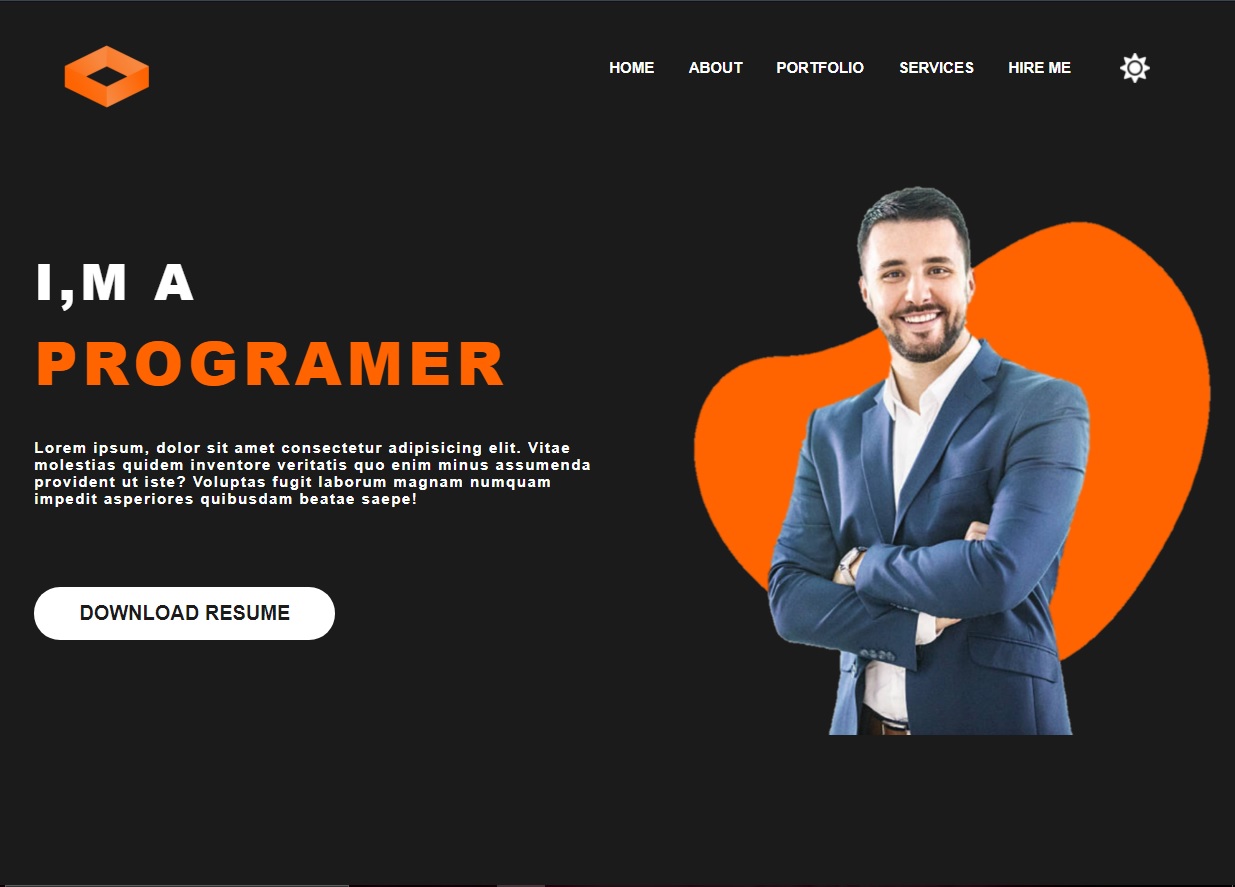 HOME ABOUT PORTFOLIO SERVICES HIRE ME
I,M A
PROGRAMER
Lorem ipsum, dolor sit amet consectetur adipisicing elit. Vitae
molestias quidem inventore veritatis quo enim minus assumenda
provident ut iste? Voluptas fugit laborum magnam numquam
impedit asperiores quibusdam beatae saepe!
DOWNLOAD RESUME